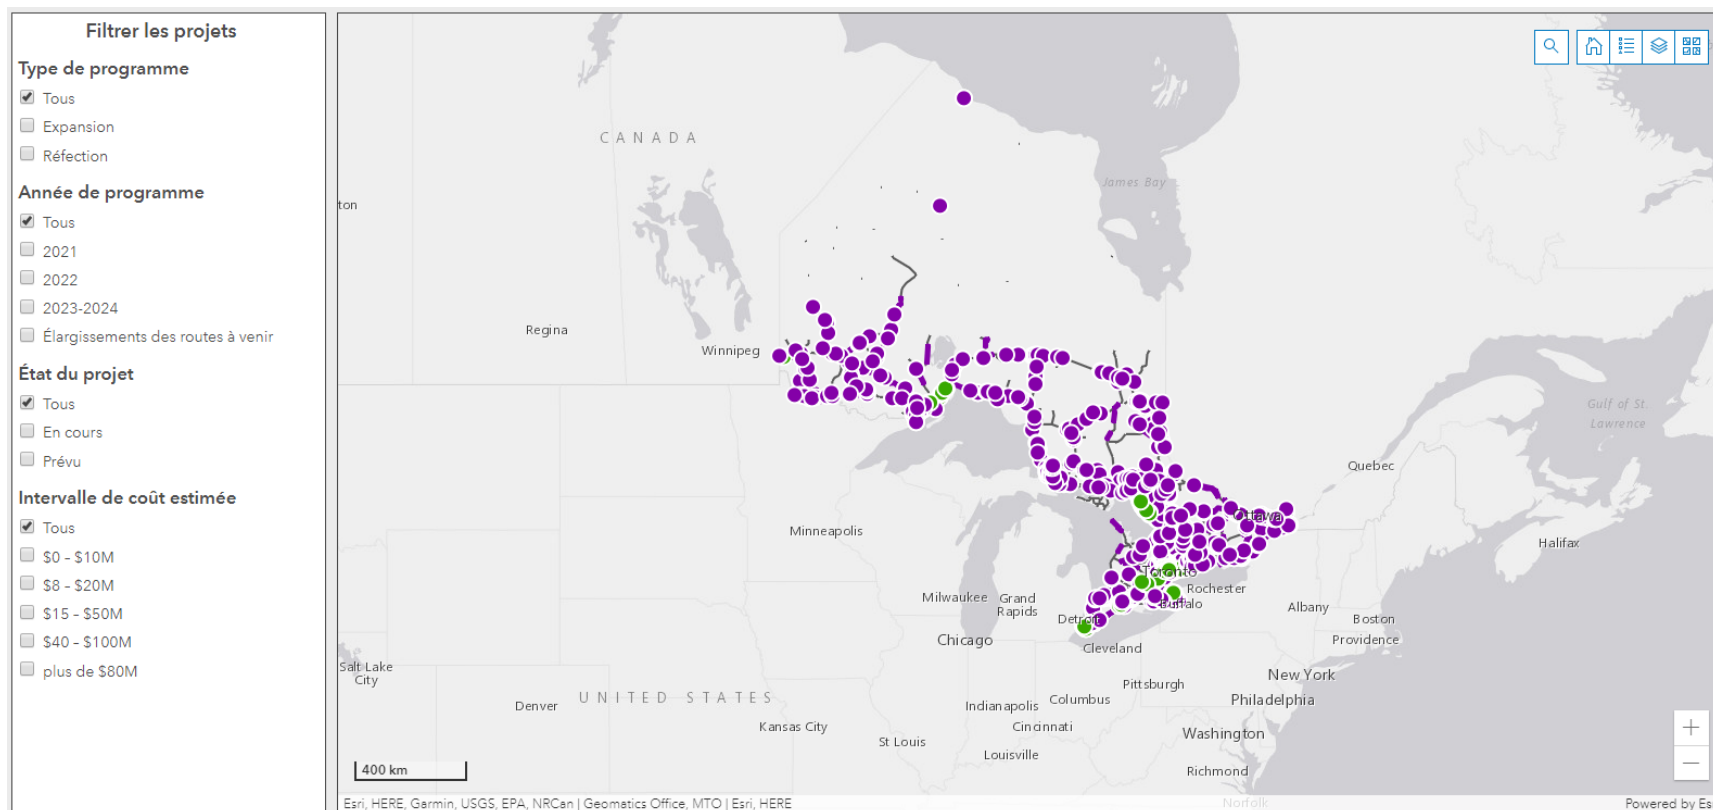 Filtrer les projets
Type de programme
Tous
Expansion
Réfection
Année de programme
Tous
2021
2022
2023-2024
Élargissements des routes à venir
État du projet
Tous
En cours
Prévu
Intervalle de coût estimée
Tous
$0 - $10M
$8 - $20M
$15 - $50M
$40 - $100M
plus de $80M
CANADA
James Bay
ton
Regina
Winnipeg
Gulf of St.
Lawrence
Quebec
Ottawa
Minneapolis
Halifax
Toronto
Rochester
Milwaukee
Grand
Rapids
Buffalo
Albany
Detroit
Boston
Chicago
Providence
Cleveland
Salt Lake
City
New York
Pittsburgh
UNITED STATES
Denver
Columbus
Philadelphia
Indianapolis
Kansas City
Cincinnati
Washington
St Louis
Louisville
Richmond
400 km
Norfolk
Esri, HERE, Garmin, USGS, EPA, NRCan | Geomatics Office, MTO | Esri, HERE
Powered by Es